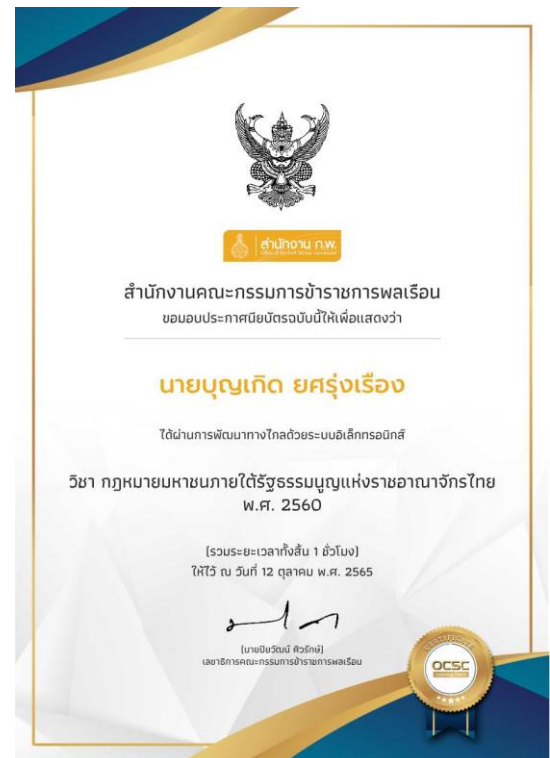 สำนักงาน ก.พ.
สำนักงานคณะกรรมการข้าราชการพลเรือน
ขอมอบประกาศนียบัตรฉบับนี้ให้เพื่อแสดงว่า
นายบุญเกิด ยศรุ่งเรือง
ได้ผ่านการพัฒนาทางไกลด้วยระบบอิเล็กทรอนิกส์
วิชา กฎหมายมหาชนภายใต้รัฐธรรมนูญแห่งราชอาณาจักรไทย
พ.ศ. 2560
(รวมระยะเวลาทั้งสิ้น 1 ชั่วโมง)
ให้ไว้ ณ วันที่ 12 ตุลาคม พ.ศ. 2565
(นายปิยวัฒน์ ศิวรักษ์)
เลขาธิการคณะกรรมการข้าราชการพลเรือน
CERTIFICATE
OCSC